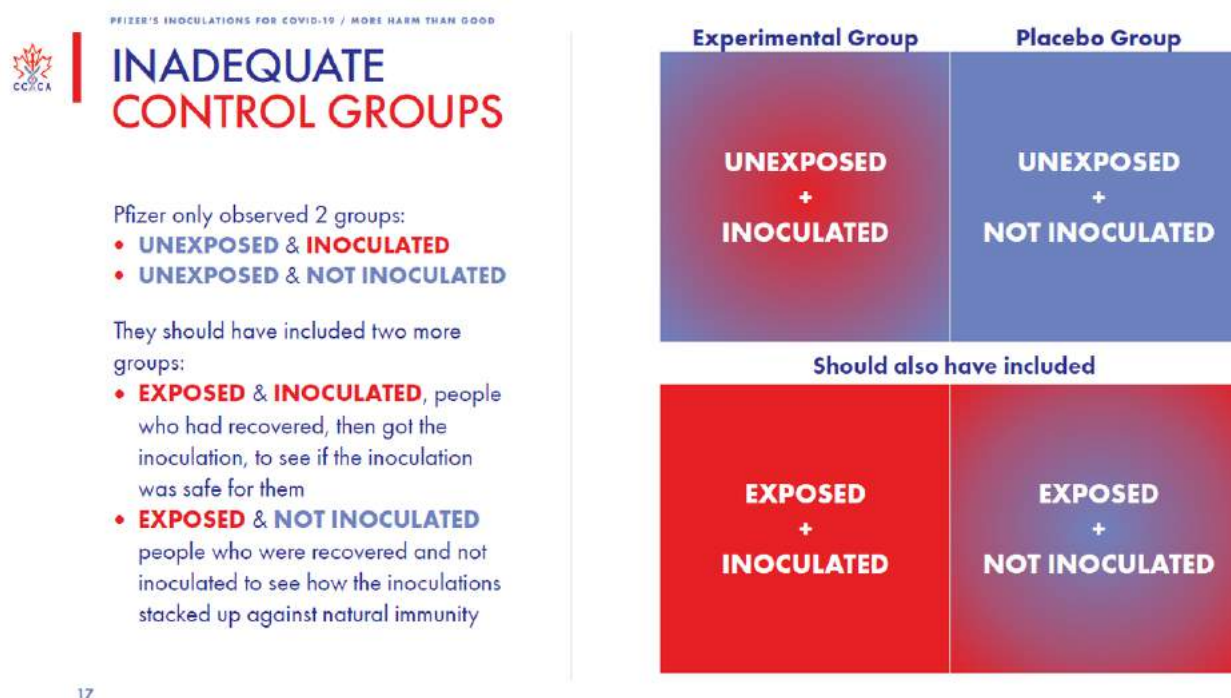 PFIZER'S INOCULATIONS FOR COVID-19 / MORE HARM THAN GOOD
CCCA
INADEQUATE
CONTROL GROUPS
Pfizer only observed 2 groups:
• UNEXPOSED & INOCULATED
• UNEXPOSED & NOT INOCULATED
They should have included two more
groups:
• EXPOSED & INOCULATED, people
who had recovered, then got the
inoculation, to see if the inoculation
was safe for them
• EXPOSED & NOT INOCULATED
people who were recovered and not
inoculated to see how the inoculations
stacked up against natural immunity
17
Experimental Group
Placebo Group
UNEXPOSED
+
INOCULATED
UNEXPOSED
+
NOT INOCULATED
Should also have included
EXPOSED
+
INOCULATED
EXPOSED
+
NOT INOCULATED